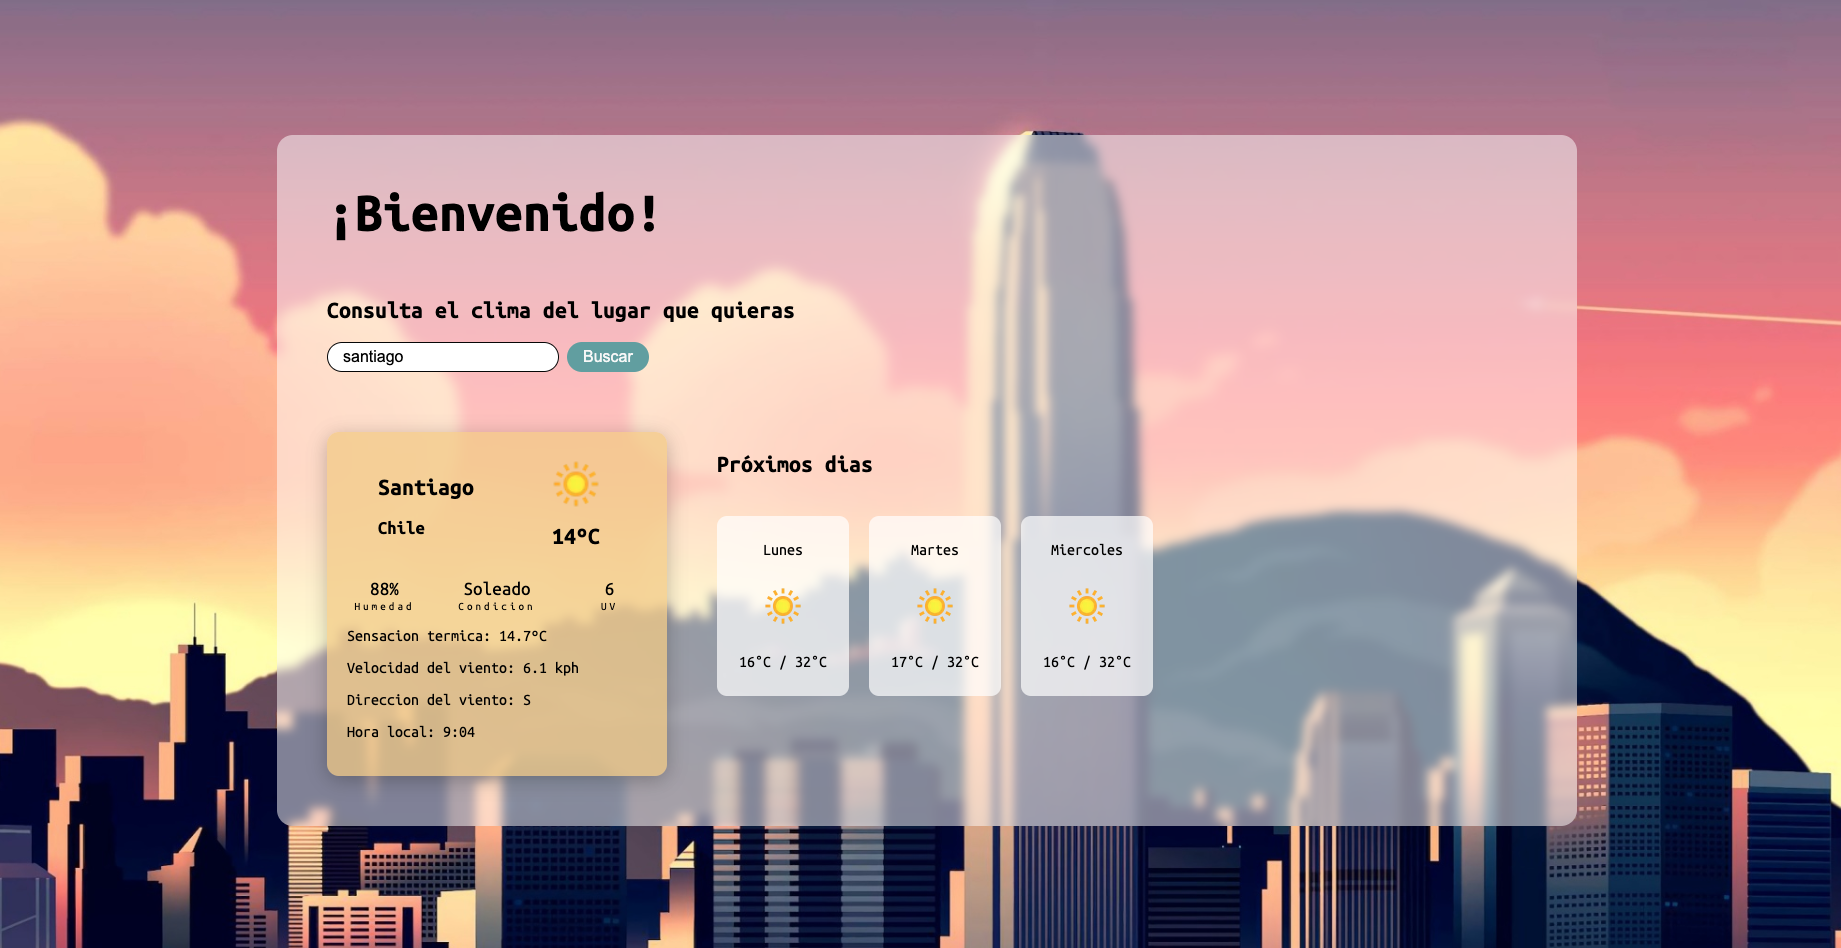 ¡Bienvenido!
Consulta el clima del lugar que quieras
santiago Buscar
Santiago
Chile
14ºC
88% Soleado 6
Humedad Condicion UV
Sensacion termica: 14.7ºC
Velocidad del viento: 6.1 kph
Direccion del viento: S
Hora local: 9:04
Próximos dias
Lunes Martes Miercoles
16°C / 32°C 17°C / 32°C 16°C / 32°C